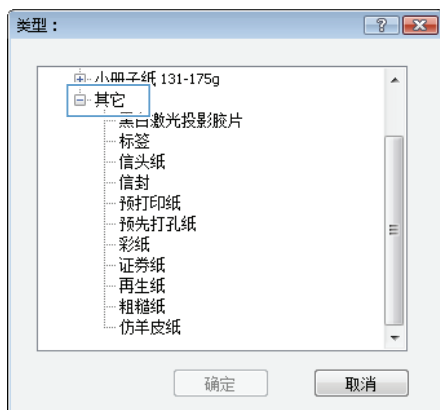 类型：
小册子纸 131-175g
其它
黑白激光投影胶片
标签
信头纸
信封
预打印纸
预先打孔纸
彩纸
证券纸
再生纸
粗糙纸
仿羊皮纸
确定
取消